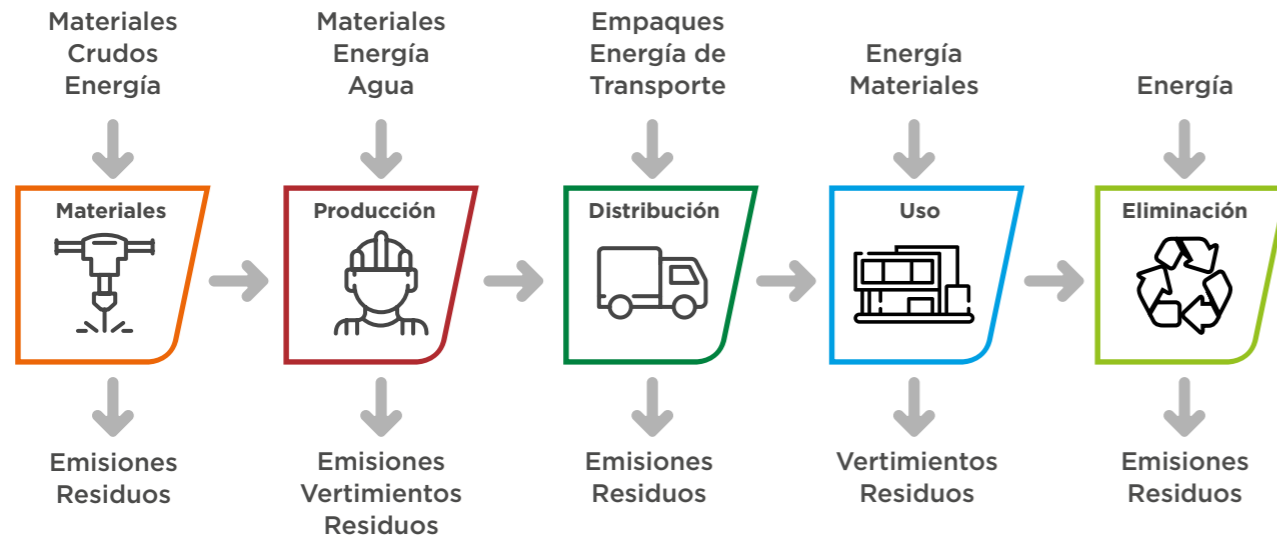 Materiales
Crudos
Energía
Materiales
Energía
Agua
Empaques
Energía de
Transporte
Energía
Materiales
Energía
Materiales
Producción
Distribución
Uso
Eliminación
Emisiones
Residuos
Emisiones
Vertimientos
Residuos
Emisiones
Residuos
Vertimientos
Residuos
Emisiones
Residuos